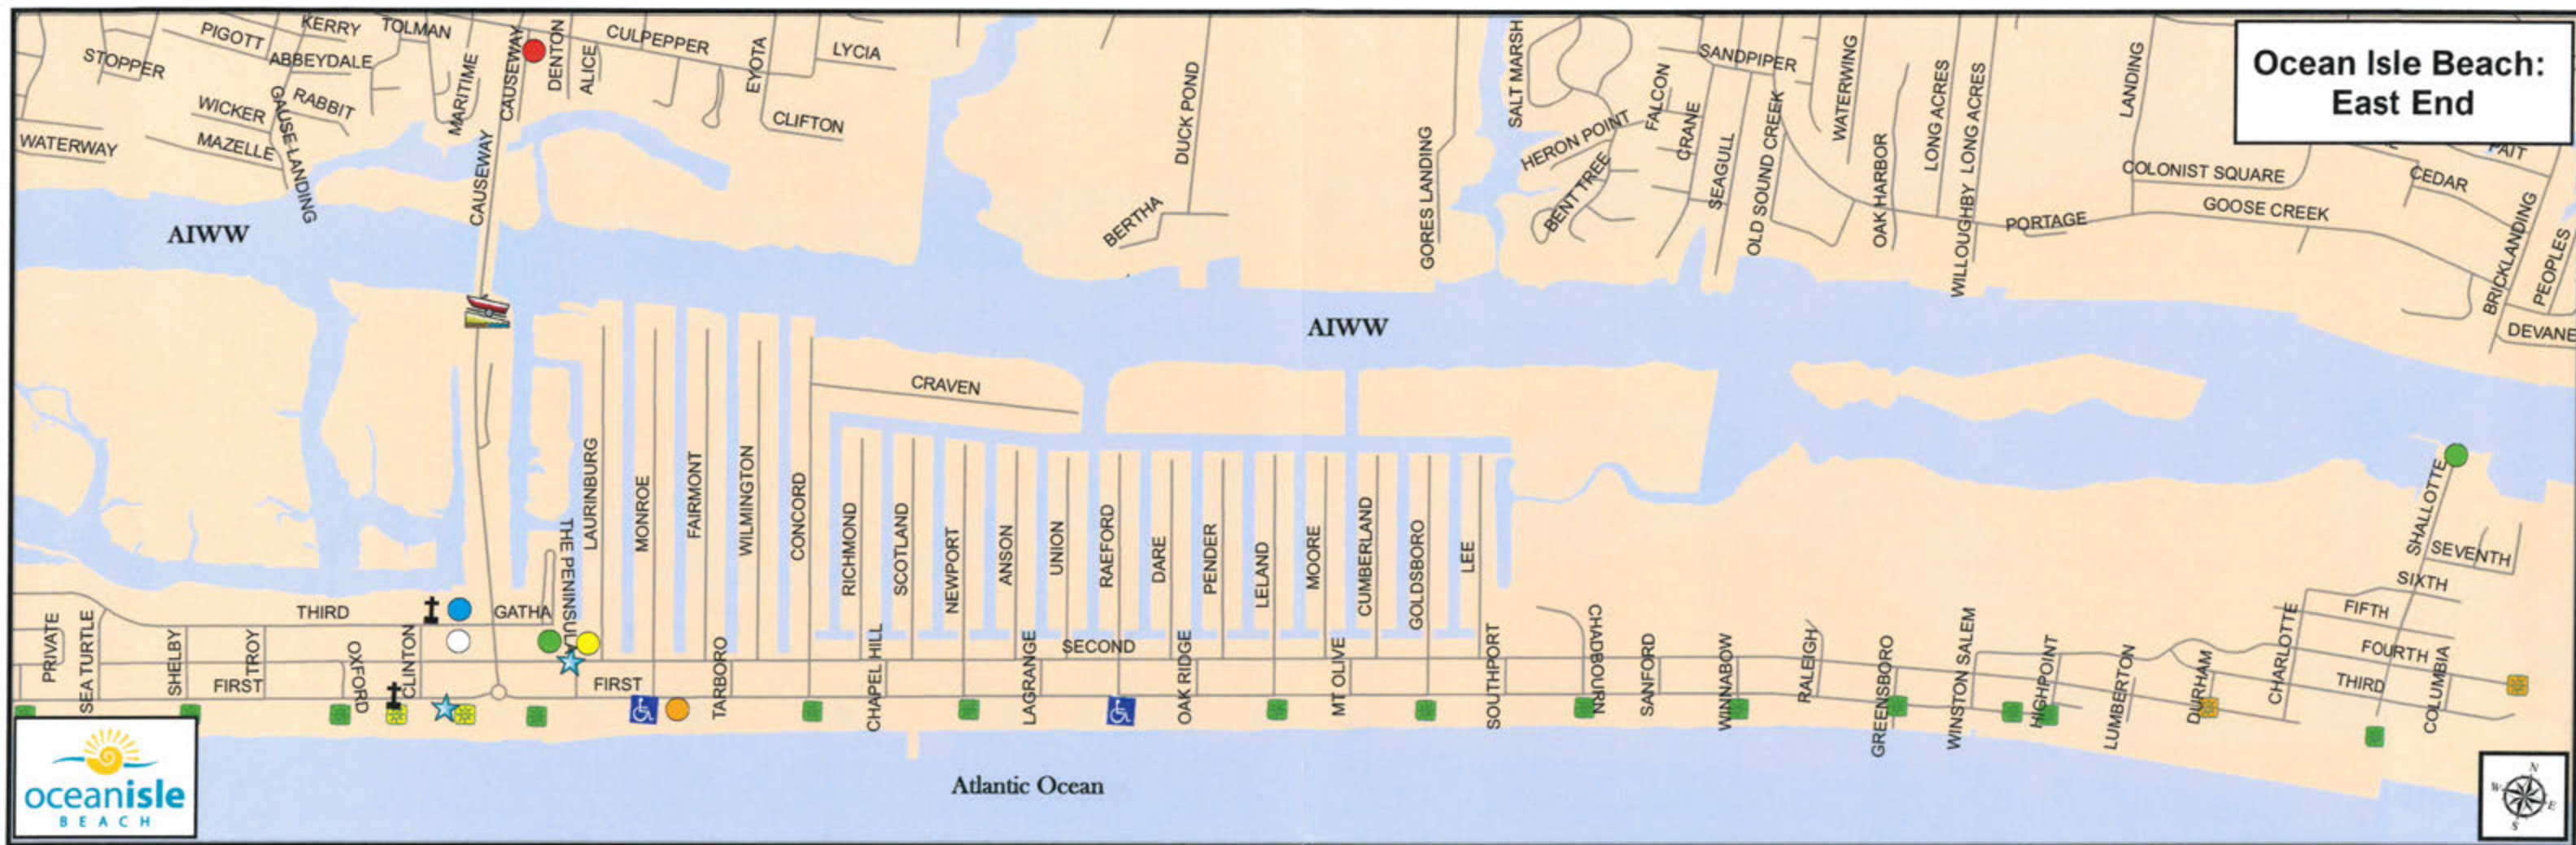 Ocean Isle Beach:
East End
KERRY
TOLMAN
PIGOTT
STOPPER
ABBEYDALE
WICKER
RABBIT
GAUSE LANDING
MAZELLE
WATERWAY
MARITIME
CAUSEWAY
CAUSEWAY
DENTON
ALICE
CULPEPPER
EYOTA
LYCIA
CLIFTON
DUCK POND
BERTHA
GORES LANDING
SALT MARSH
HERON POINT
BENT TREE
FALCON
CRANE
SANDPIPER
SEAGULL
OLD SOUND CREEK
WATERWING
OAK HARBOR
LONG ACRES
LONG ACRES
WILLOUGHBY
PORTAGE
LANDING
COLONIST SQUARE
GOOSE CREEK
CEDAR
PAIT
BRICKLANDING
PEOPLES
DEVANE
AIWW
AIWW
CRAVEN
LAURINBURG
MONROE
FAIRMONT
WILMINGTON
CONCORD
RICHMOND
SCOTLAND
NEWPORT
ANSON
UNION
RAEFORD
DARE
PENDER
LELAND
MOORE
CUMBERLAND
GOLDSBORO
LEE
SHALLOTTE
SEVENTH
SIXTH
FIFTH
FOURTH
THIRD
COLUMBIA
PRIVATE
SEA TURTLE
THIRD
SHELBY
TROY
FIRST
OXFORD
CLINTON
GATHA
THE PENINSULA
FIRST
TARBORO
CHAPEL HILL
LAGRANGE
SECOND
OAK RIDGE
MT OLIVE
SOUTHPORT
CHADBOURN
SANFORD
WINNABOW
RALEIGH
GREENSBORO
WINSTON SALEM
HIGHPOINT
LUMBERTON
DURHAM
CHARLOTTE
Atlantic Ocean
oceanisle
BEACH
N
W
E
S